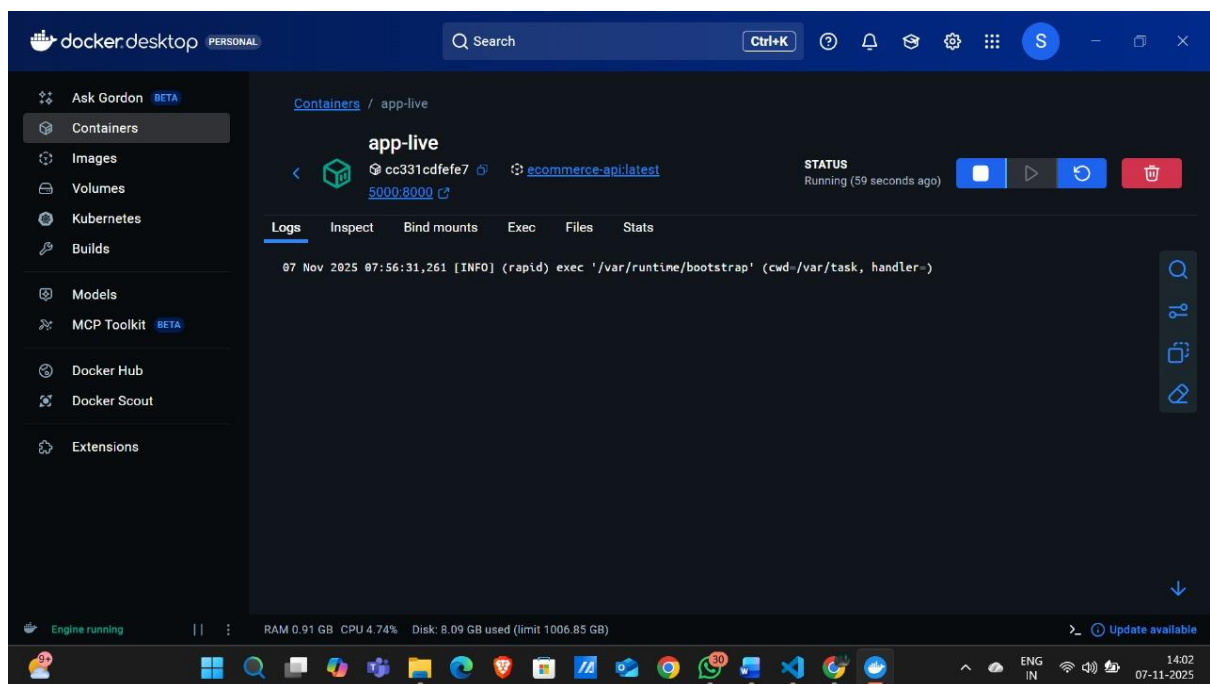 docker.desktop PERSONAL
Search
Ctrl+K
S
Ask Gordon BETA
Containers
Images
Volumes
Kubernetes
Builds
Models
MCP Toolkit BETA
Docker Hub
Docker Scout
Extensions
Containers / app-live
app-live
cc331cdfefe7 ecommerce-api:latest
5000:8000
STATUS
Running (59 seconds ago)
Logs Inspect Bind mounts Exec Files Stats
07 Nov 2025 07:56:31,261 [INFO] (rapid) exec '/var/runtime/bootstrap' (cwd=/var/task, handler=)
Engine running
RAM 0.91 GB CPU 4.74% Disk: 8.09 GB used (limit 1006.85 GB)
Update available
9+
30
ENG
IN
14:02
07-11-2025